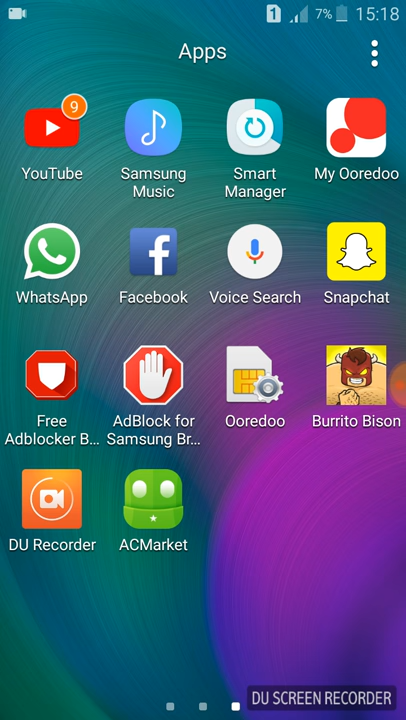 1 7% 15:18
Apps
9
YouTube
Samsung
Music
Smart
Manager
My Ooredoo
WhatsApp
Facebook
Voice Search
Snapchat
Free
Adblocker B...
AdBlock for
Samsung Br...
Ooredoo
Burrito Bison
DU Recorder
ACMarket
DU SCREEN RECORDER